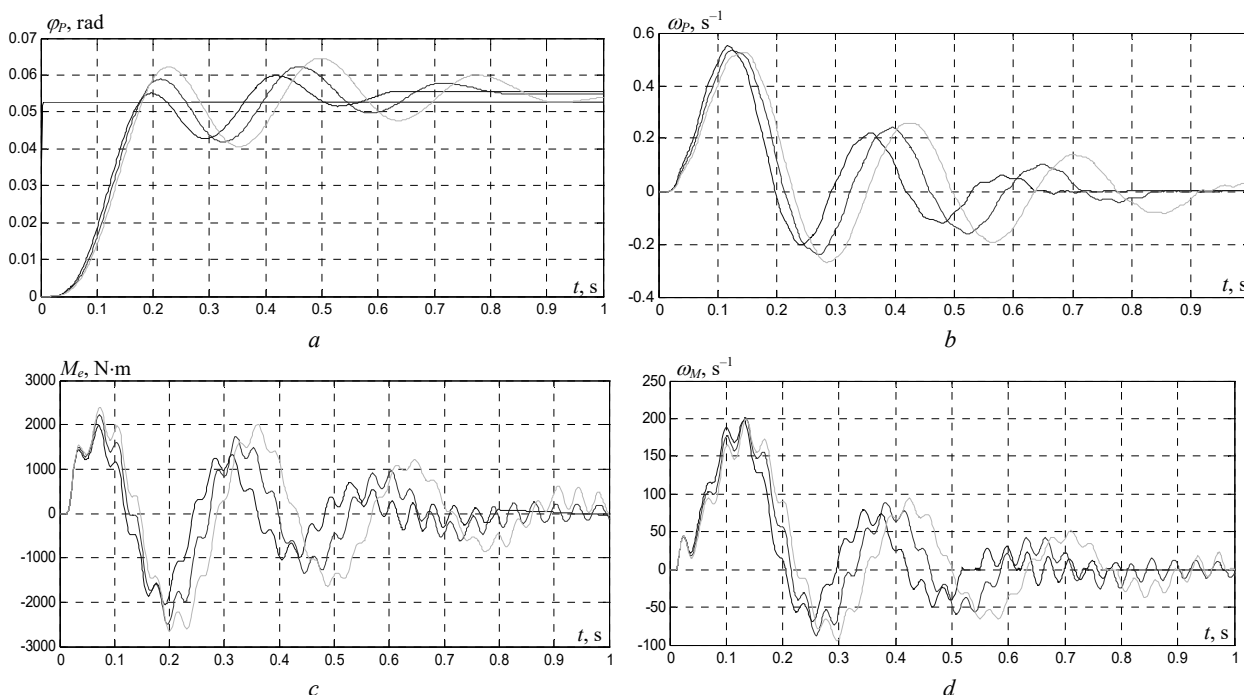 φP, rad
0.07
0.06
0.05
0.04
0.03
0.02
0.01
0
0 0.1 0.2 0.3 0.4 0.5 0.6 0.7 0.8 0.9 1
t, s
a
ωP, s⁻¹
0.6
0.4
0.2
0
-0.2
-0.4
0 0.1 0.2 0.3 0.4 0.5 0.6 0.7 0.8 0.9
t, s
b
Me, N·m
3000
2000
1000
0
-1000
-2000
-3000
0 0.1 0.2 0.3 0.4 0.5 0.6 0.7 0.8 0.9 1
t, s
c
ωM, s⁻¹
250
200
150
100
50
0
-50
-100
0 0.1 0.2 0.3 0.4 0.5 0.6 0.7 0.8 0.9 1
t, s
d